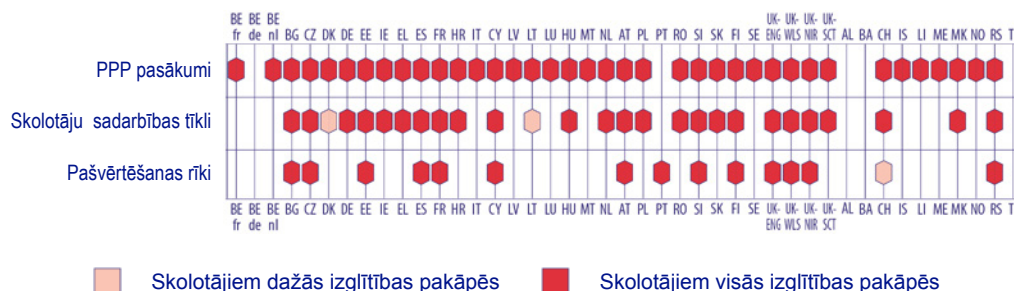 BE BE BE UK- UK- UK- UK-
fr de nl BG CZ DK DE EE IE EL ES FR HR IT CY LV LT LU HU MT NL AT PL PT RO SI SK FI SE ENG WLS NIR SCT AL BA CH IS LI ME MK NO RS T
PPP pasākumi
Skolotāju sadarbības tīkli
Pašvērtēšanas rīki
BE BE BE BG CZ DK DE EE IE EL ES FR HR IT CY LV LT LU HU MT NL AT PL PT RO SI SK FI SE UK- UK- UK- UK- AL BA CH IS LI ME MK NO RS T
fr de nl ENG WLS NIR SCT
Skolotājiem dažās izglītības pakāpēs Skolotājiem visās izglītības pakāpēs